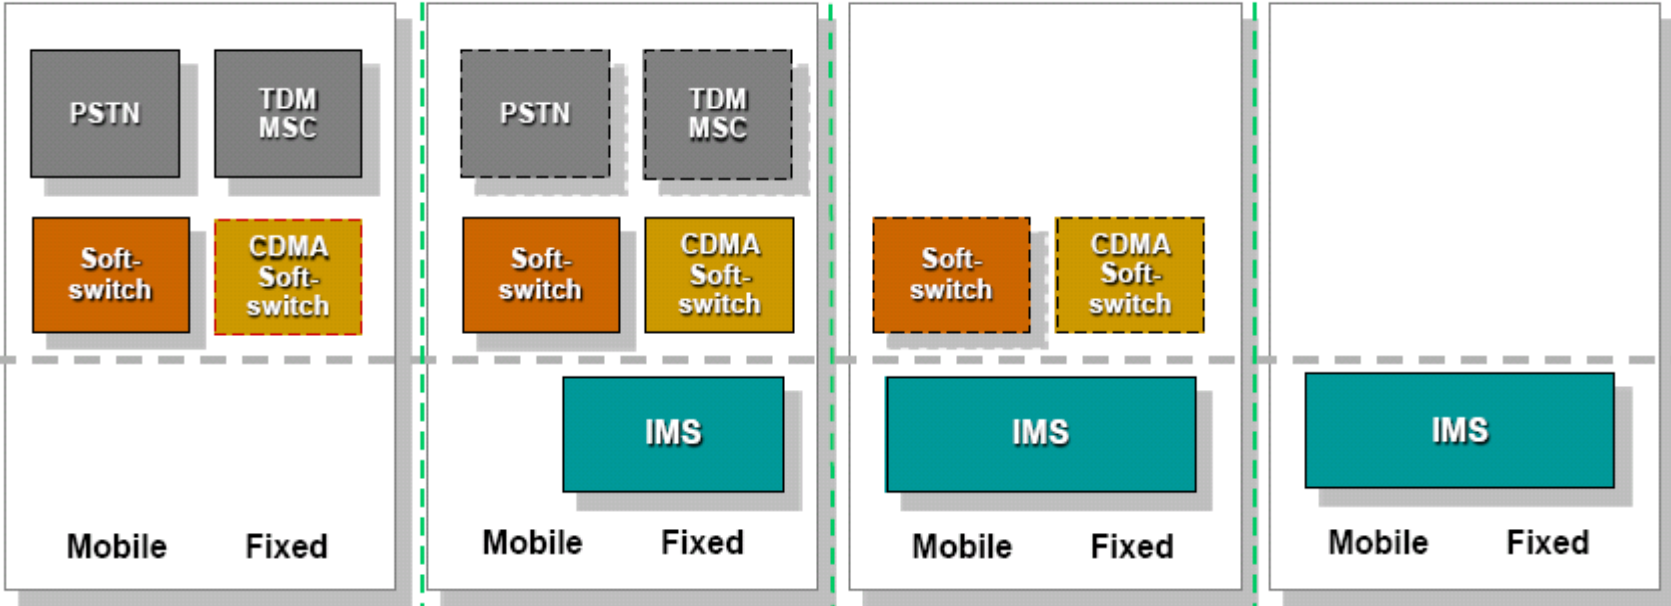 PSTN
TDM
MSC
Soft-
switch
CDMA
Soft-
switch
Mobile
Fixed
PSTN
TDM
MSC
Soft-
switch
CDMA
Soft-
switch
IMS
Mobile
Fixed
Soft-
switch
CDMA
Soft-
switch
IMS
Mobile
Fixed
IMS
Mobile
Fixed